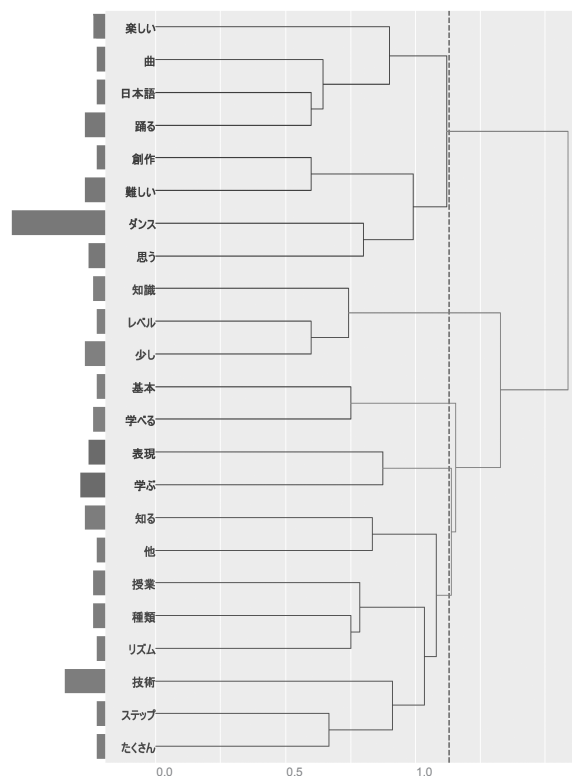 楽しい
曲
日本語
踊る
創作
難しい
ダンス
思う
知識
レベル
少し
基本
学べる
表現
学ぶ
知る
他
授業
種類
リズム
技術
ステップ
たくさん
0.0 0.5 1.0